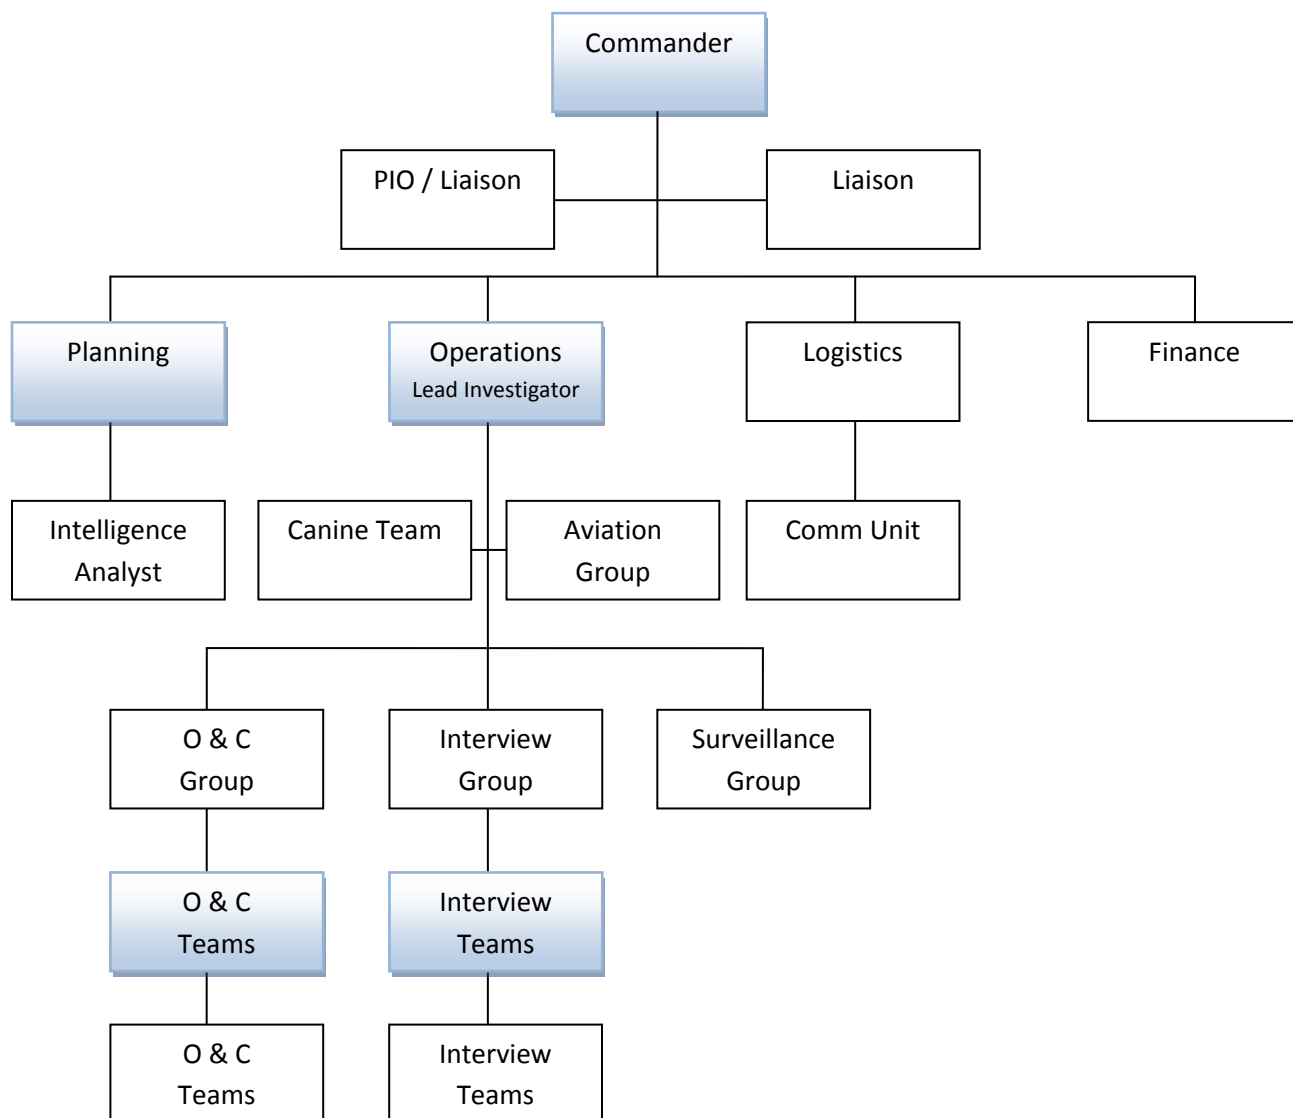 Commander
PIO / Liaison
Liaison
Planning
Operations
Lead Investigator
Logistics
Finance
Intelligence
Analyst
Canine Team
Aviation
Group
Comm Unit
O & C
Group
Interview
Group
Surveillance
Group
O & C
Teams
Interview
Teams
O & C
Teams
Interview
Teams